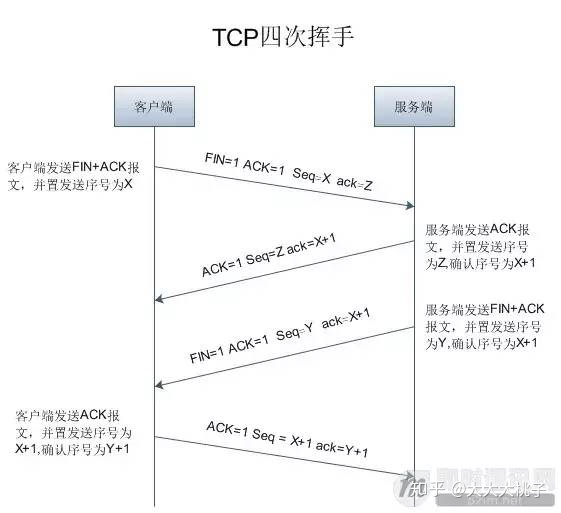 TCP四次挥手
客户端
服务端
FIN=1 ACK=1 Seq=X ack=Z
客户端发送FIN+ACK报
文，并置发送序号为X
服务端发送ACK报
文，并置发送序号
为Z,确认序号为X+1
ACK=1 Seq=Z ack=X+1
服务端发送FIN+ACK
报文，并置发送序号
为Y,确认序号为X+1
FIN=1 ACK=1 Seq=Y ack=X+1
客户端发送ACK报
文，并置发送序号为
X+1,确认序号为Y+1
ACK=1 Seq = X+1 ack=Y+1
知乎 @大大大桃子